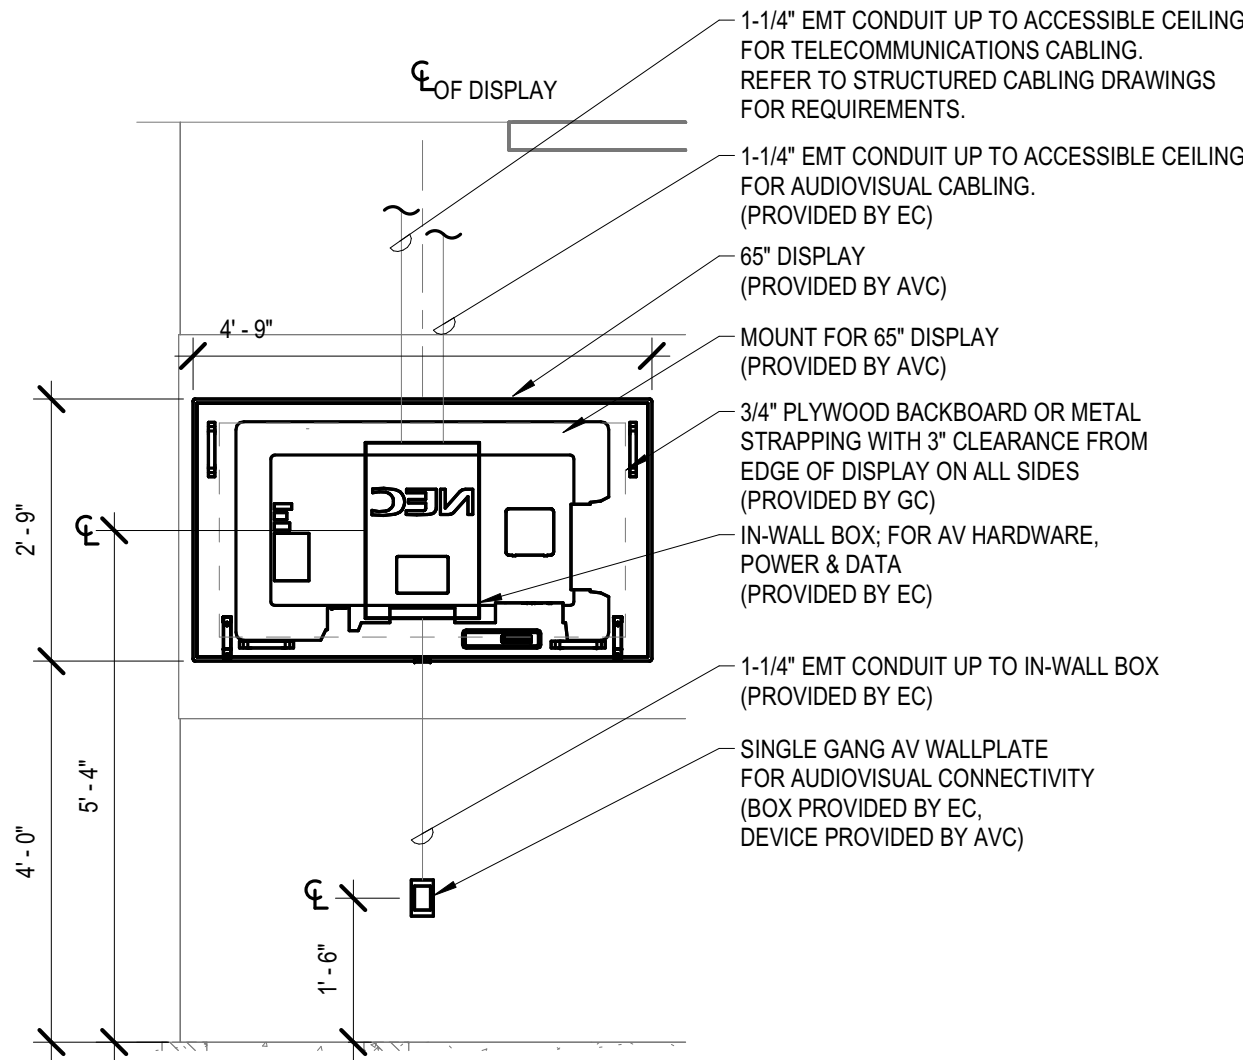 1-1/4" EMT CONDUIT UP TO ACCESSIBLE CEILING
FOR TELECOMMUNICATIONS CABLING.
REFER TO STRUCTURED CABLING DRAWINGS
FOR REQUIREMENTS.
℄ OF DISPLAY
1-1/4" EMT CONDUIT UP TO ACCESSIBLE CEILING
FOR AUDIOVISUAL CABLING.
(PROVIDED BY EC)
65" DISPLAY
(PROVIDED BY AVC)
4' - 9"
MOUNT FOR 65" DISPLAY
(PROVIDED BY AVC)
3/4" PLYWOOD BACKBOARD OR METAL
STRAPPING WITH 3" CLEARANCE FROM
EDGE OF DISPLAY ON ALL SIDES
(PROVIDED BY GC)
NEC
2' - 9"
℄
IN-WALL BOX; FOR AV HARDWARE,
POWER & DATA
(PROVIDED BY EC)
1-1/4" EMT CONDUIT UP TO IN-WALL BOX
(PROVIDED BY EC)
5' - 4"
4' - 0"
SINGLE GANG AV WALLPLATE
FOR AUDIOVISUAL CONNECTIVITY
(BOX PROVIDED BY EC,
DEVICE PROVIDED BY AVC)
℄
1' - 6"